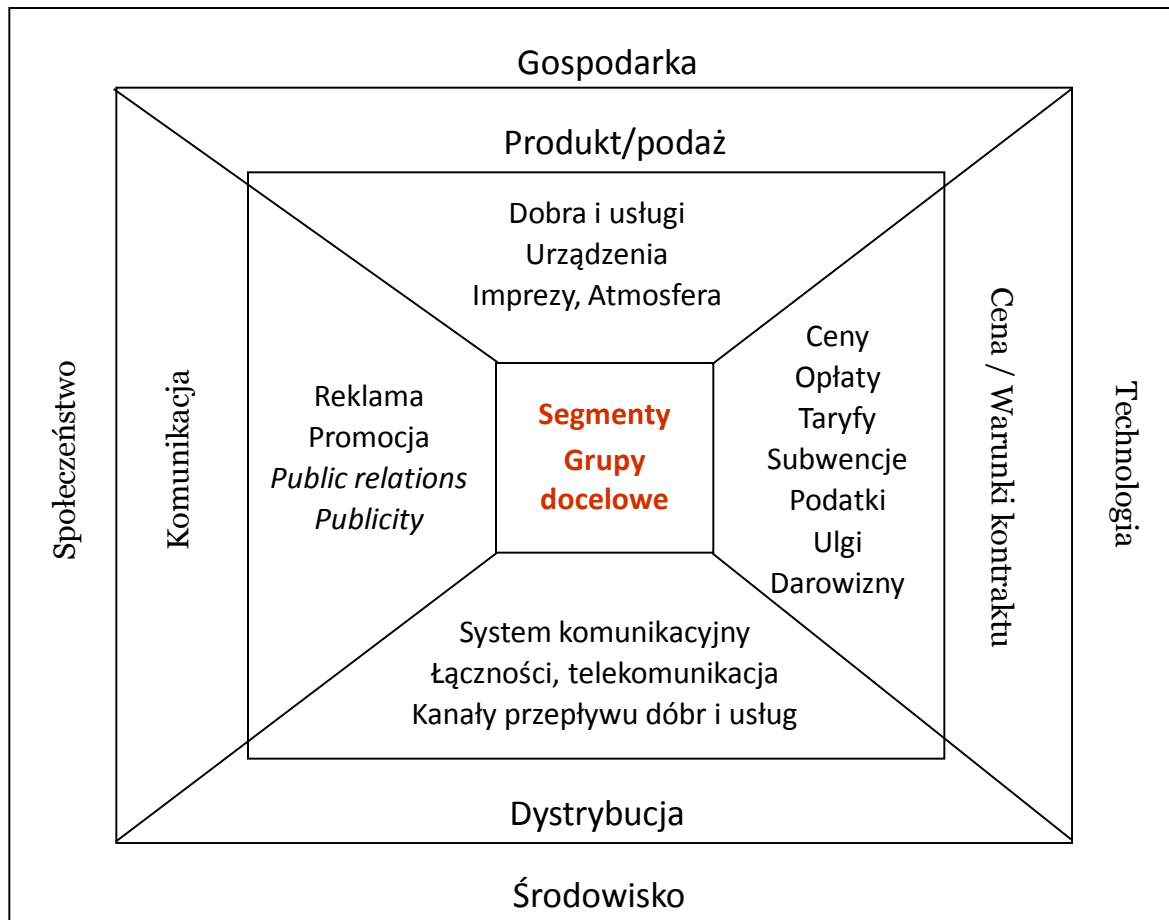 Gospodarka
Produkt/podaż
Dobra i usługi
Urządzenia
Imprezy, Atmosfera
Społeczeństwo
Komunikacja
Reklama
Promocja
Public relations
Publicity
Segmenty
Grupy
docelowe
Ceny
Opłaty
Taryfy
Subwencje
Podatki
Ulgi
Darowizny
Cena / Warunki kontraktu
Technologia
System komunikacyjny
Łączności, telekomunikacja
Kanały przepływu dóbr i usług
Dystrybucja
Środowisko